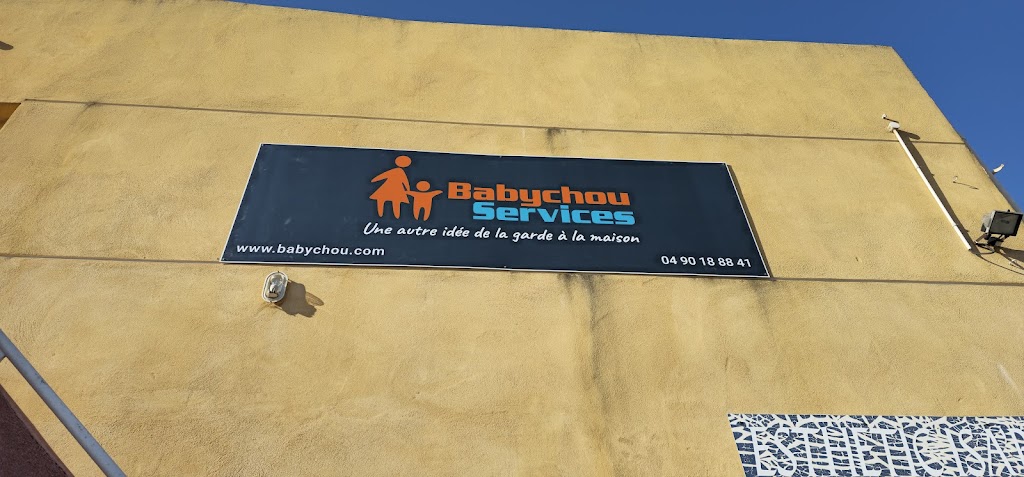 Babychou
Services
Une autre idée de la garde à la maison
www.babychou.com
04 90 18 88 41